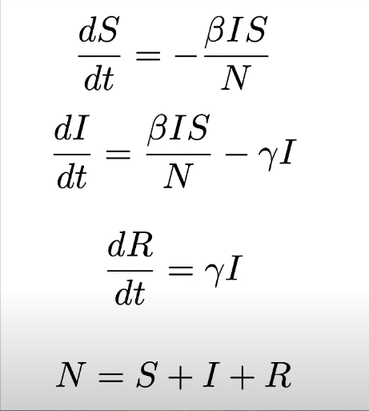 dS/dt = −βIS/N
dI/dt = βIS/N − γI
dR/dt = γI
N = S + I + R